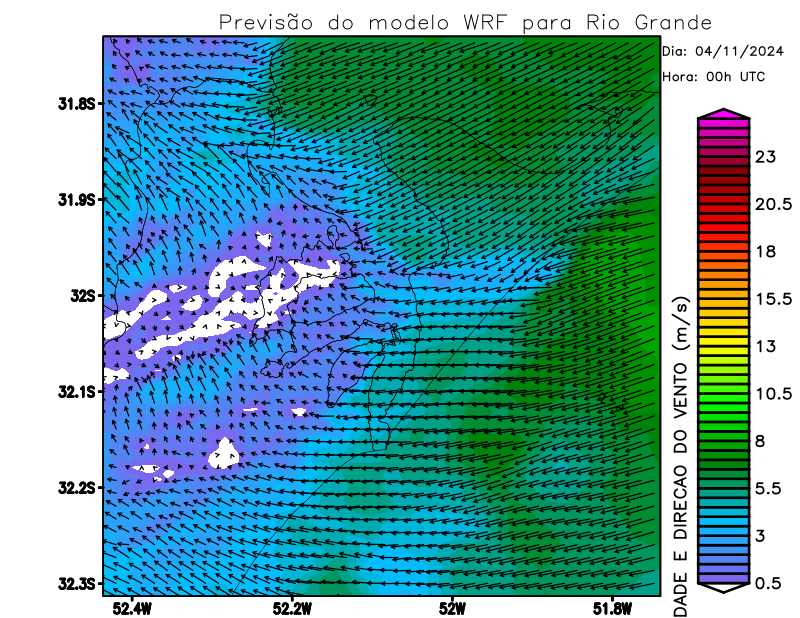 Previsão do modelo WRF para Rio Grande
Dia: 04/11/2024
Hora: 00h UTC
31.8S
31.9S
32S
32.1S
32.2S
32.3S
52.4W
52.2W
52W
51.8W
23
20.5
18
15.5
13
10.5
8
5.5
3
0.5
DADE E DIRECAO DO VENTO (m/s)